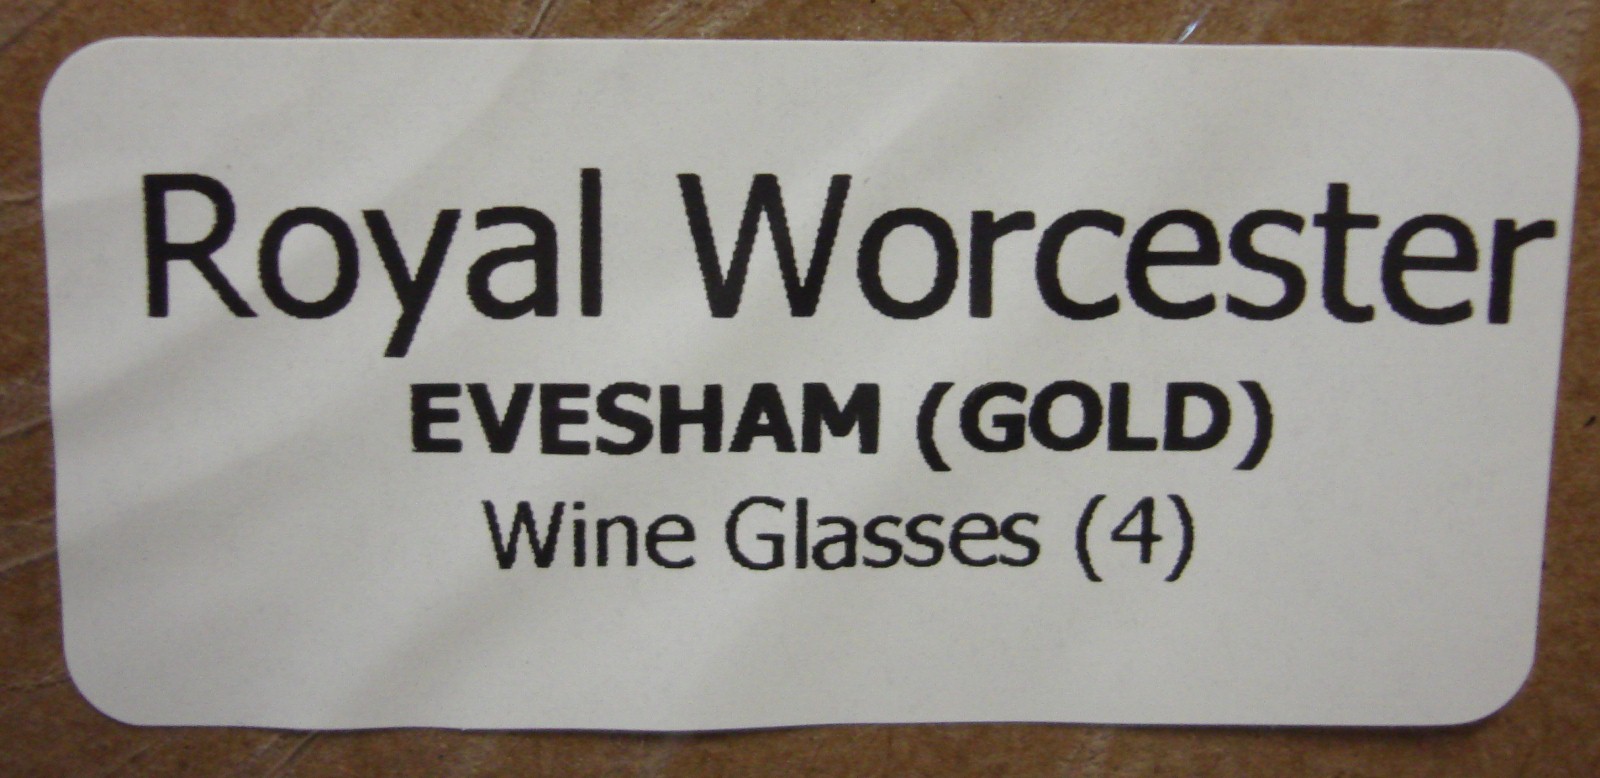 Royal Worcester
EVESHAM (GOLD)
Wine Glasses (4)